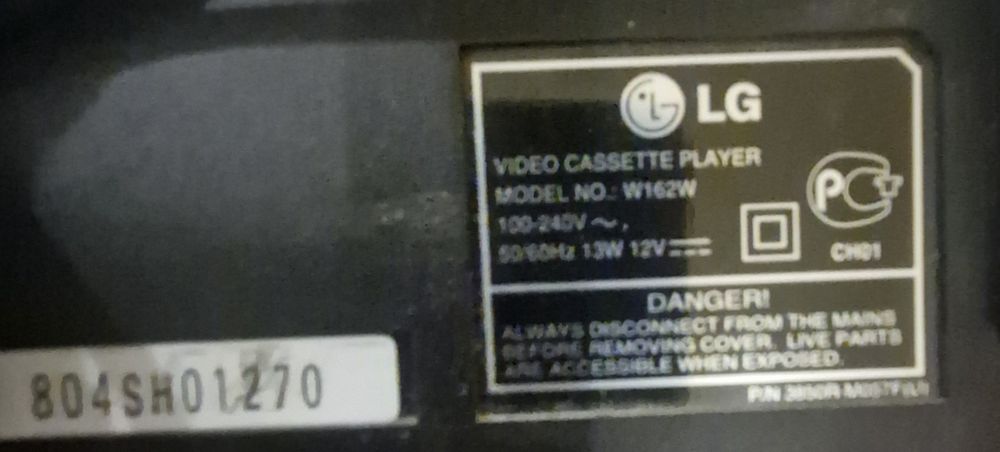 LG
VIDEO CASSETTE PLAYER
MODEL NO.: W162W
100-240V ~ ,
50/60Hz 13W 12V
PC
CH01
DANGER!
ALWAYS DISCONNECT FROM THE MAINS
BEFORE REMOVING COVER. LIVE PARTS
ARE ACCESSIBLE WHEN EXPOSED.
P/N
804SH01270